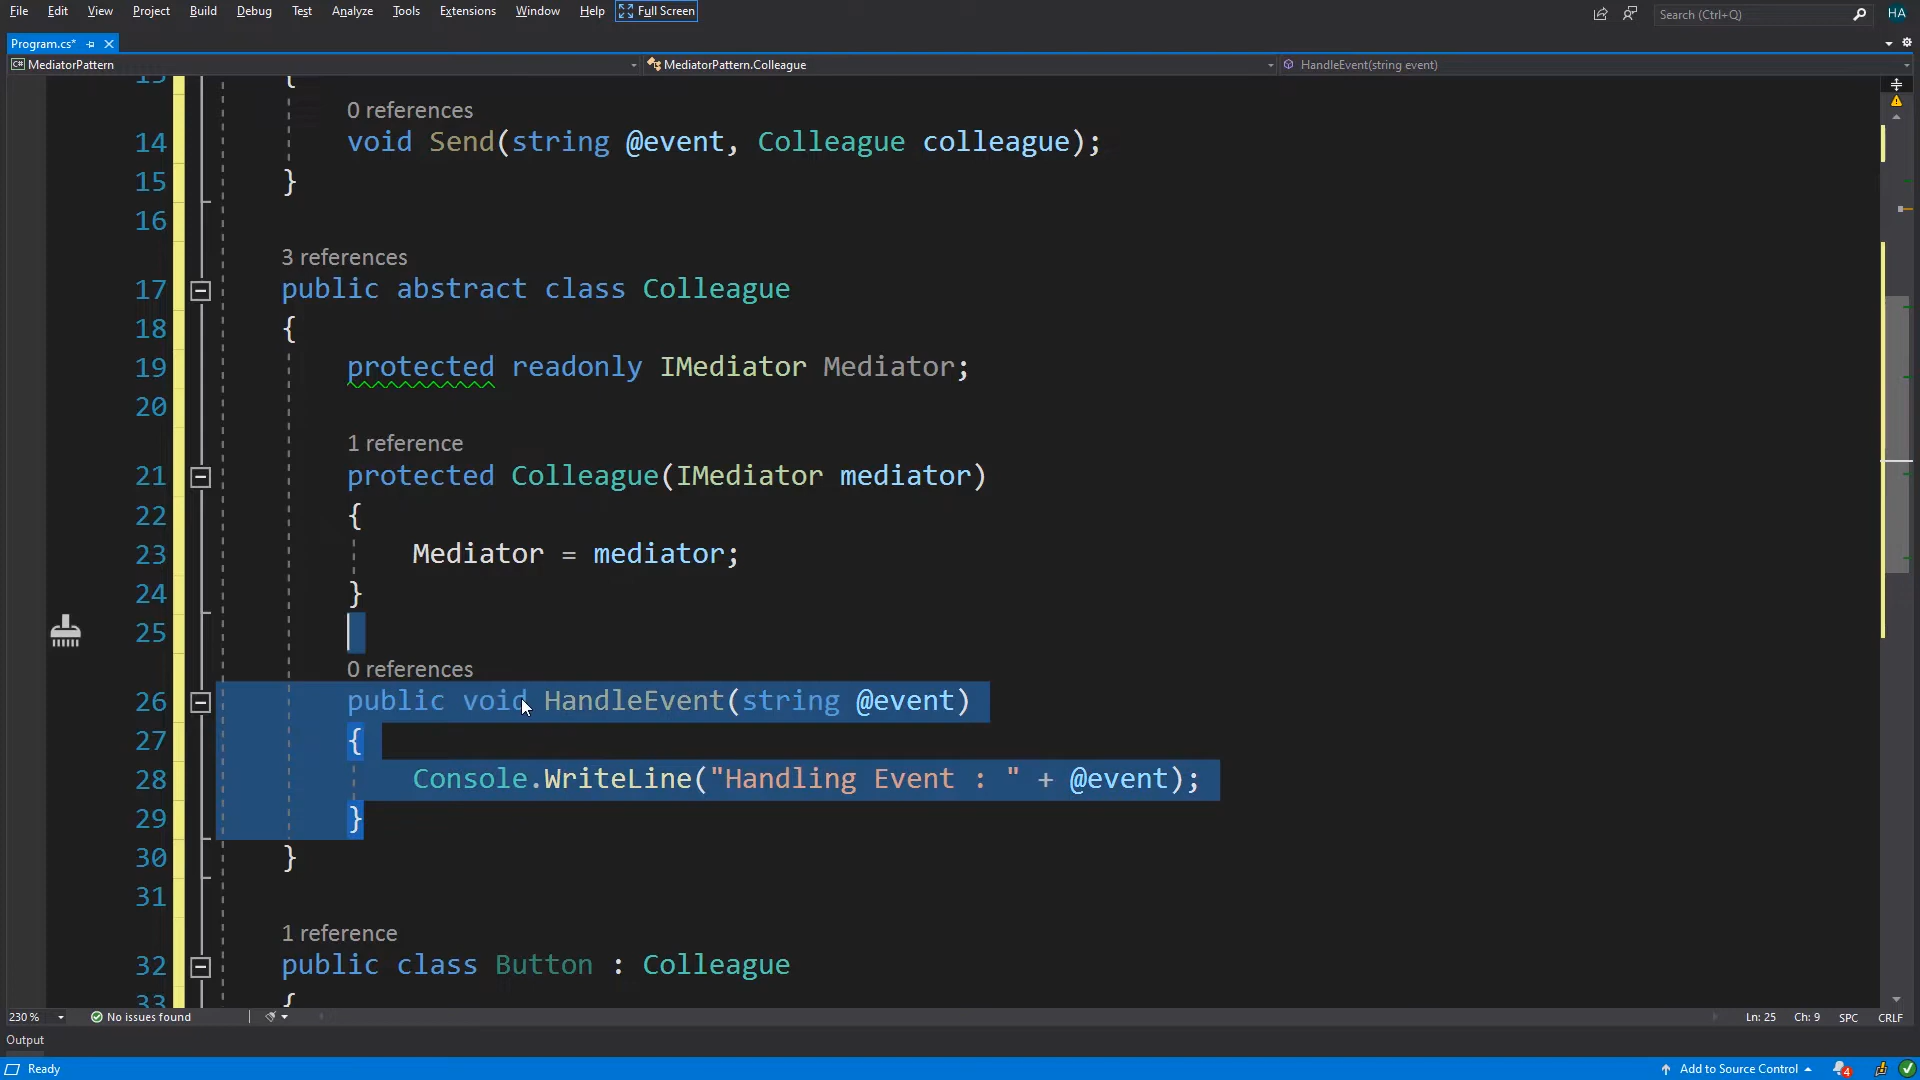 File Edit View Project Build Debug Test Analyze Tools Extensions Window Help Full Screen Search (Ctrl+Q) HA
Program.cs*
MediatorPattern MediatorPattern.Colleague HandleEvent(string event)
13 {
0 references
14 void Send(string @event, Colleague colleague);
15 }
16
3 references
17 public abstract class Colleague
18 {
19 protected readonly IMediator Mediator;
20
1 reference
21 protected Colleague(IMediator mediator)
22 {
23 Mediator = mediator;
24 }
25
0 references
26 public void HandleEvent(string @event)
27 {
28 Console.WriteLine("Handling Event : " + @event);
29 }
30 }
31
1 reference
32 public class Button : Colleague
33 {
230 % No issues found Ln: 25 Ch: 9 SPC CRLF
Output
Ready Add to Source Control 4